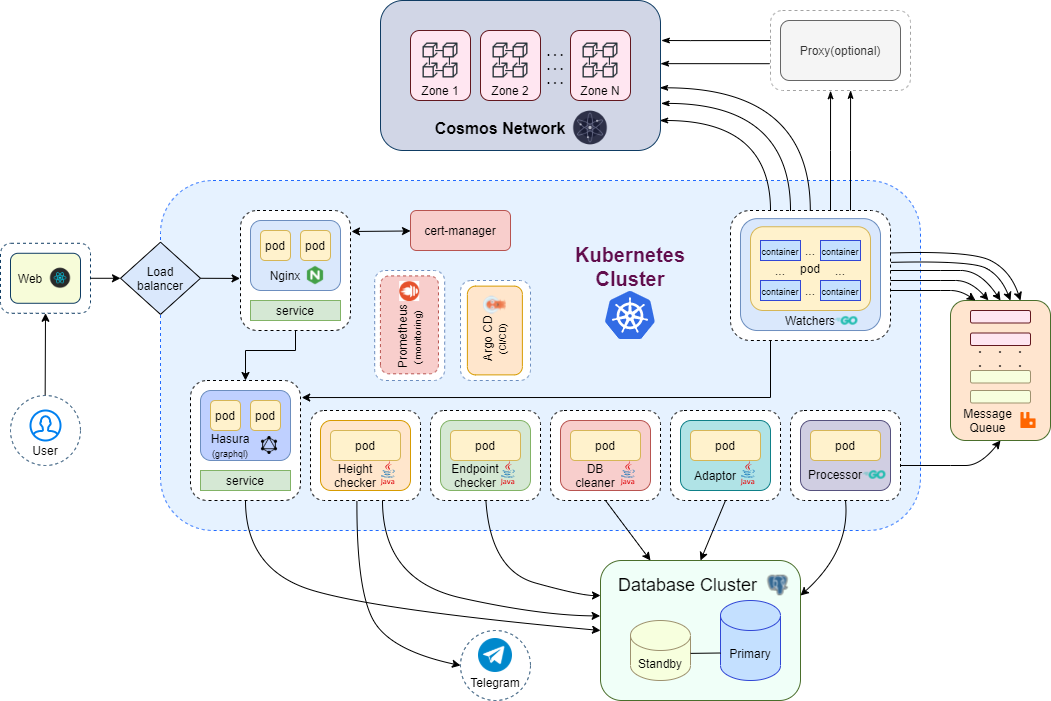 Zone 1
Zone 2
...
...
...
Zone N
Cosmos Network
Proxy(optional)
Web
Load
balancer
pod
pod
Nginx
service
cert-manager
Prometheus
(monitoring)
Argo CD
(CI/CD)
Kubernetes
Cluster
container
...
container
...
pod
...
container
...
container
Watchers
GO
. . .
. . .
Message
Queue
User
pod
pod
Hasura
(graphql)
service
pod
Height
checker
Java
pod
Endpoint
checker
Java
pod
DB
cleaner
Java
pod
Adaptor
Java
pod
Processor
GO
Database Cluster
Standby
Primary
Telegram